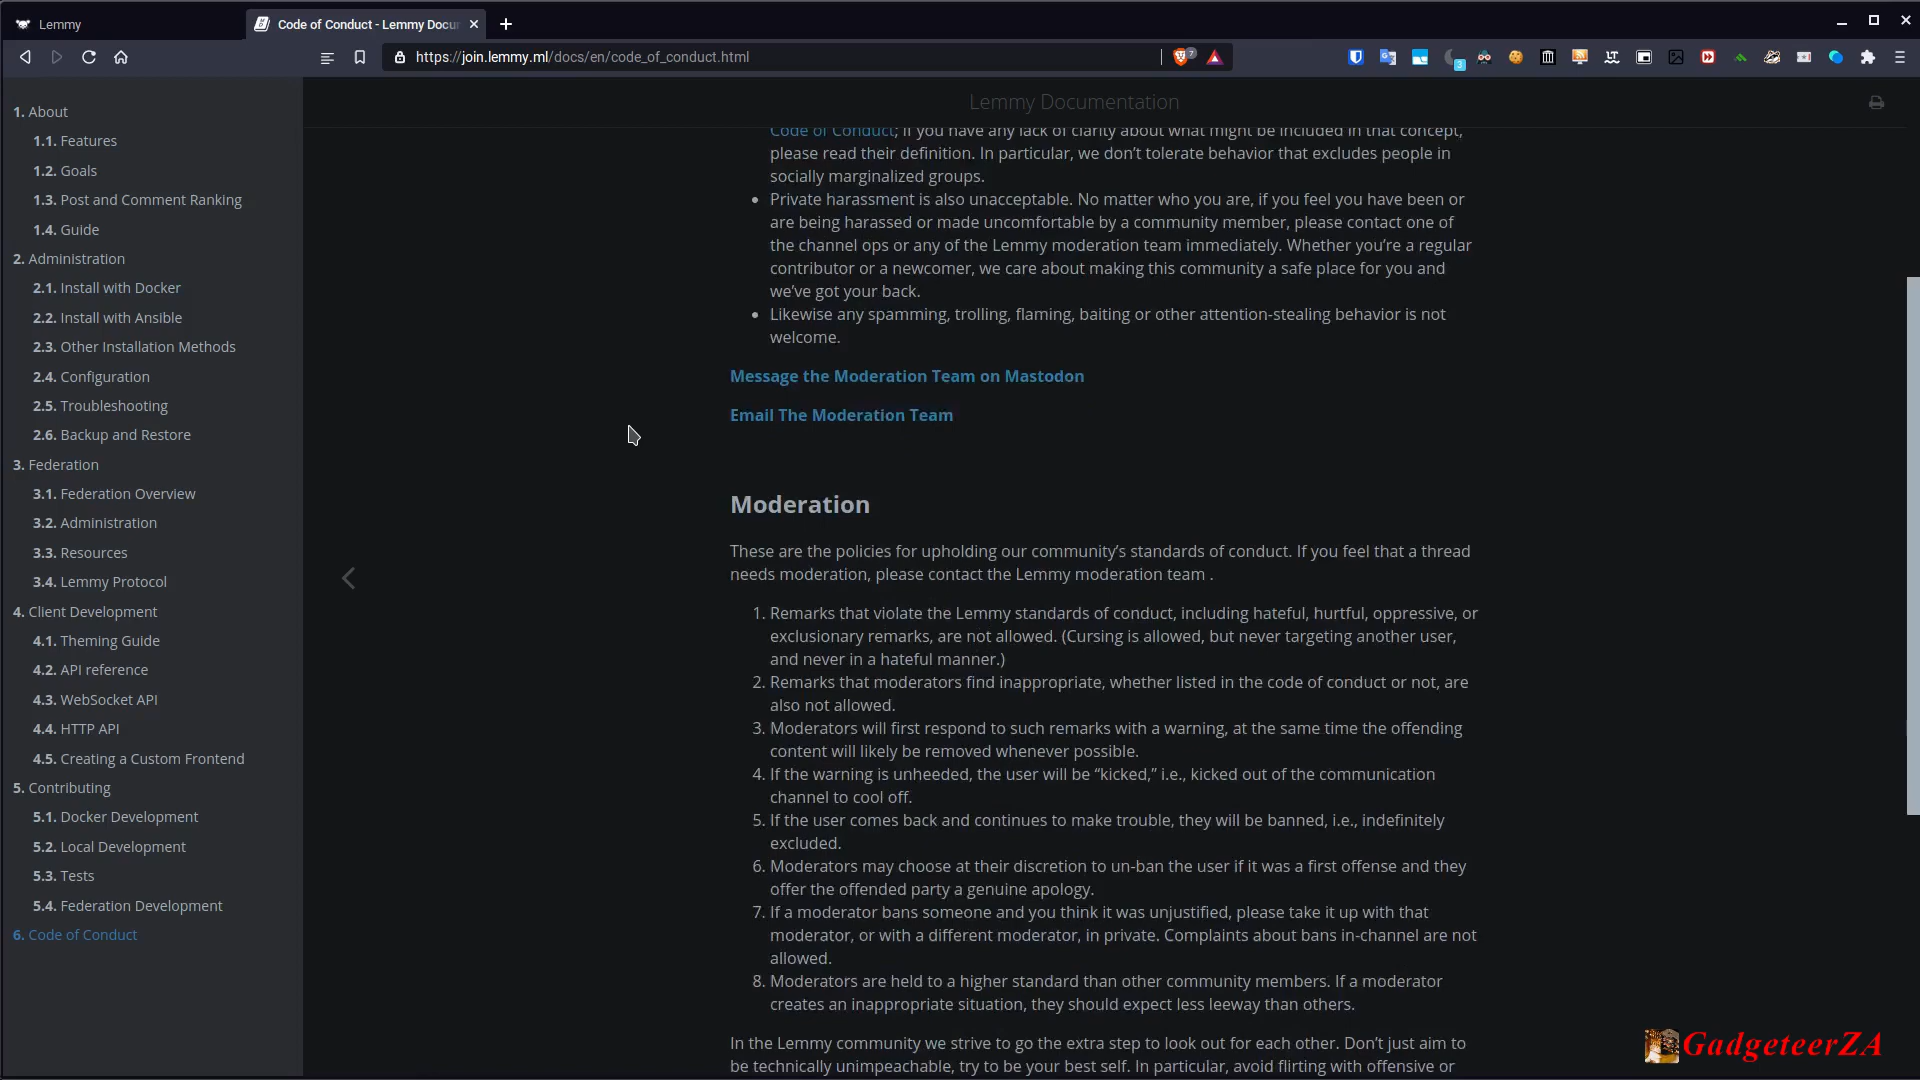 Lemmy
Code of Conduct - Lemmy Docu
https://join.lemmy.ml/docs/en/code_of_conduct.html
7
3
1. About
1.1. Features
1.2. Goals
1.3. Post and Comment Ranking
1.4. Guide
2. Administration
2.1. Install with Docker
2.2. Install with Ansible
2.3. Other Installation Methods
2.4. Configuration
2.5. Troubleshooting
2.6. Backup and Restore
3. Federation
3.1. Federation Overview
3.2. Administration
3.3. Resources
3.4. Lemmy Protocol
4. Client Development
4.1. Theming Guide
4.2. API reference
4.3. WebSocket API
4.4. HTTP API
4.5. Creating a Custom Frontend
5. Contributing
5.1. Docker Development
5.2. Local Development
5.3. Tests
5.4. Federation Development
6. Code of Conduct
Lemmy Documentation
Code of Conduct; if you have any lack of clarity about what might be included in that concept,
please read their definition. In particular, we don’t tolerate behavior that excludes people in
socially marginalized groups.
• Private harassment is also unacceptable. No matter who you are, if you feel you have been or
are being harassed or made uncomfortable by a community member, please contact one of
the channel ops or any of the Lemmy moderation team immediately. Whether you’re a regular
contributor or a newcomer, we care about making this community a safe place for you and
we’ve got your back.
• Likewise any spamming, trolling, flaming, baiting or other attention-stealing behavior is not
welcome.
Message the Moderation Team on Mastodon
Email The Moderation Team
Moderation
These are the policies for upholding our community’s standards of conduct. If you feel that a thread
needs moderation, please contact the Lemmy moderation team .
1. Remarks that violate the Lemmy standards of conduct, including hateful, hurtful, oppressive, or
exclusionary remarks, are not allowed. (Cursing is allowed, but never targeting another user,
and never in a hateful manner.)
2. Remarks that moderators find inappropriate, whether listed in the code of conduct or not, are
also not allowed.
3. Moderators will first respond to such remarks with a warning, at the same time the offending
content will likely be removed whenever possible.
4. If the warning is unheeded, the user will be “kicked,” i.e., kicked out of the communication
channel to cool off.
5. If the user comes back and continues to make trouble, they will be banned, i.e., indefinitely
excluded.
6. Moderators may choose at their discretion to un-ban the user if it was a first offense and they
offer the offended party a genuine apology.
7. If a moderator bans someone and you think it was unjustified, please take it up with that
moderator, or with a different moderator, in private. Complaints about bans in-channel are not
allowed.
8. Moderators are held to a higher standard than other community members. If a moderator
creates an inappropriate situation, they should expect less leeway than others.
In the Lemmy community we strive to go the extra step to look out for each other. Don’t just aim to
be technically unimpeachable, try to be your best self. In particular, avoid flirting with offensive or
GadgeteerZA